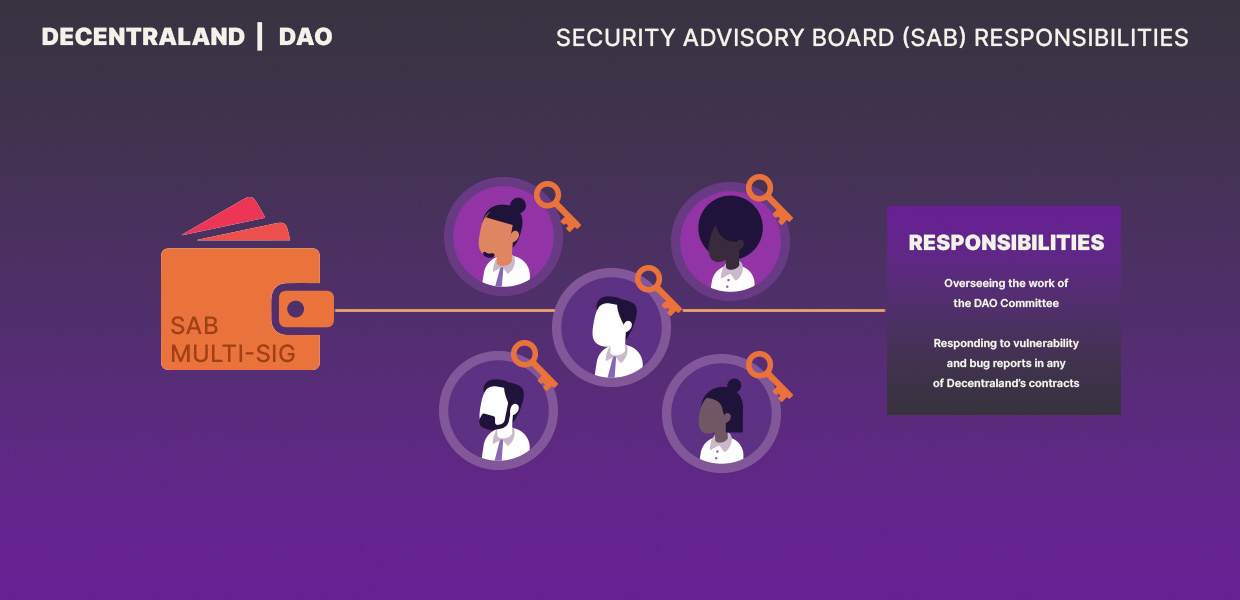 DECENTRALAND | DAO
SECURITY ADVISORY BOARD (SAB) RESPONSIBILITIES
SAB
MULTI-SIG
RESPONSIBILITIES
Overseeing the work of
the DAO Committee
Responding to vulnerability
and bug reports in any
of Decentraland's contracts